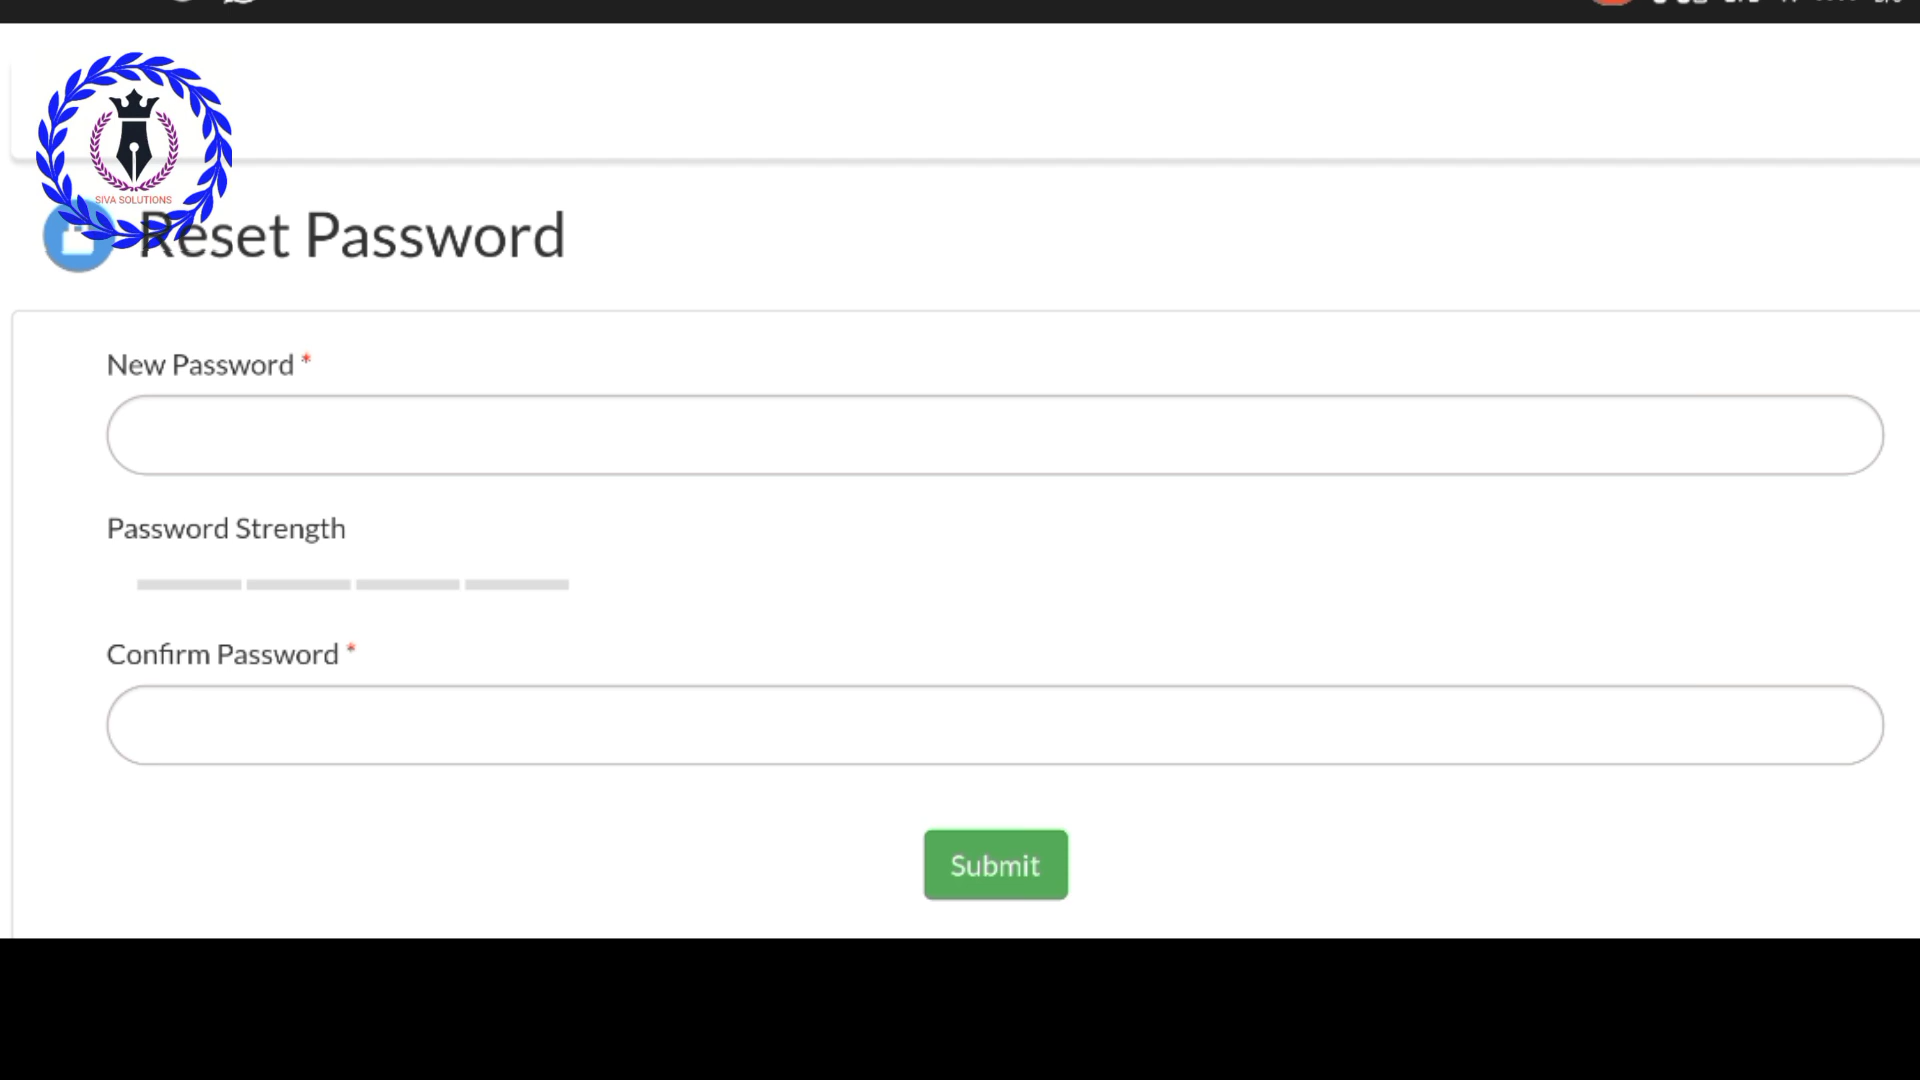 SIVA SOLUTIONS
Reset Password
New Password *
Password Strength
Confirm Password *
Submit